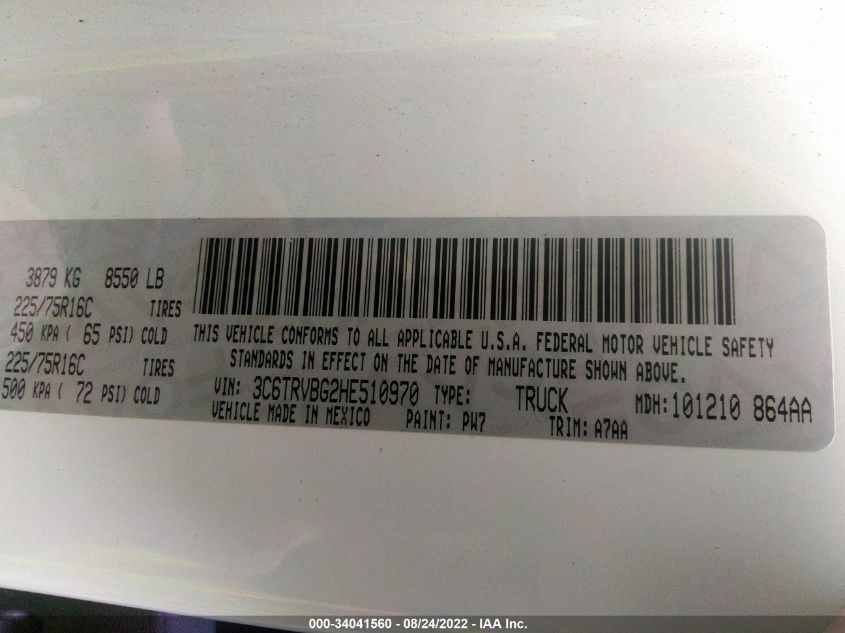 3879 KG 8550 LB
225/75R16C TIRES
450 KPA ( 65 PSI) COLD
225/75R16C TIRES
500 KPA ( 72 PSI) COLD
THIS VEHICLE CONFORMS TO ALL APPLICABLE U.S.A. FEDERAL MOTOR VEHICLE SAFETY
STANDARDS IN EFFECT ON THE DATE OF MANUFACTURE SHOWN ABOVE.
VIN: 3C6TRVBG2HE510970 TYPE: TRUCK MDH: 101210 864AA
VEHICLE MADE IN MEXICO PAINT: PW7 TRIM: A7AA
000-34041560 - 08/24/2022 - IAA Inc.